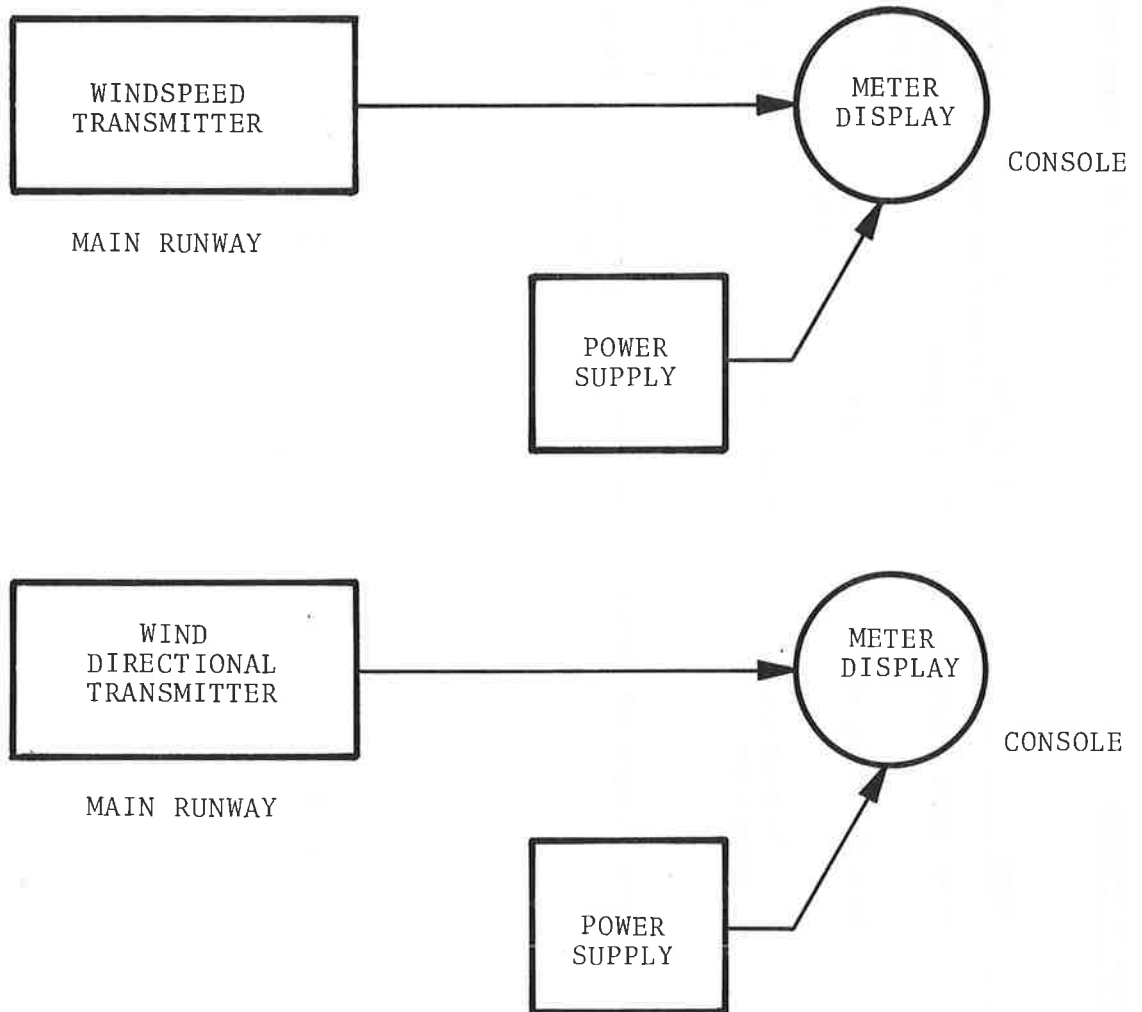 WINDSPEED
TRANSMITTER
METER
DISPLAY
CONSOLE
MAIN RUNWAY
POWER
SUPPLY
WIND
DIRECTIONAL
TRANSMITTER
METER
DISPLAY
CONSOLE
MAIN RUNWAY
POWER
SUPPLY